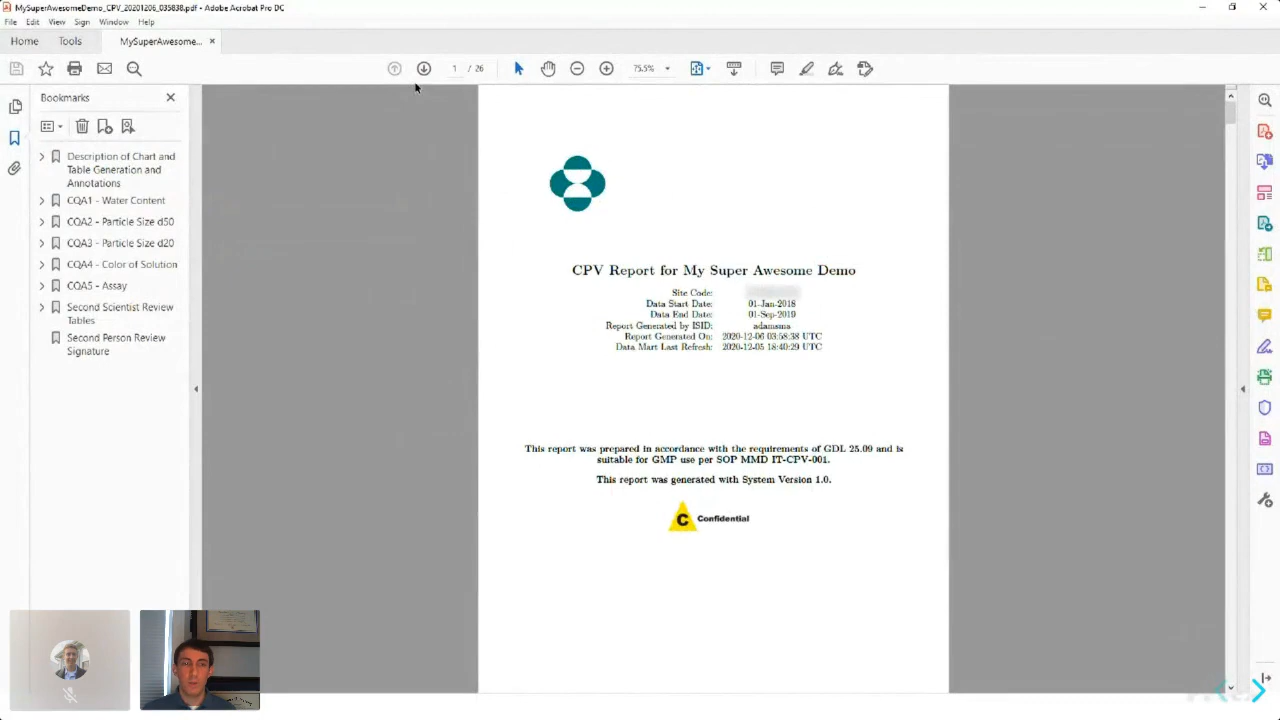 MySuperAwesomeDemo_CPV_20201206_035838.pdf - Adobe Acrobat Pro DC
File Edit View Sign Window Help
Home Tools MySuperAwesome... ×
1 / 26 75.5%
Bookmarks
Description of Chart and
Table Generation and
Annotations
CQA1 - Water Content
CQA2 - Particle Size d50
CQA3 - Particle Size d20
CQA4 - Color of Solution
CQA5 - Assay
Second Scientist Review
Tables
Second Person Review
Signature
CPV Report for My Super Awesome Demo
Site Code:
Data Start Date: 01-Jan-2018
Data End Date: 01-Sep-2019
Report Generated by ISID: adamsma
Report Generated On: 2020-12-06 03:58:38 UTC
Data Mart Last Refresh: 2020-12-05 18:40:29 UTC
This report was prepared in accordance with the requirements of GDL 25.09 and is
suitable for GMP use per SOP MMD IT-CPV-001.
This report was generated with System Version 1.0.
C Confidential